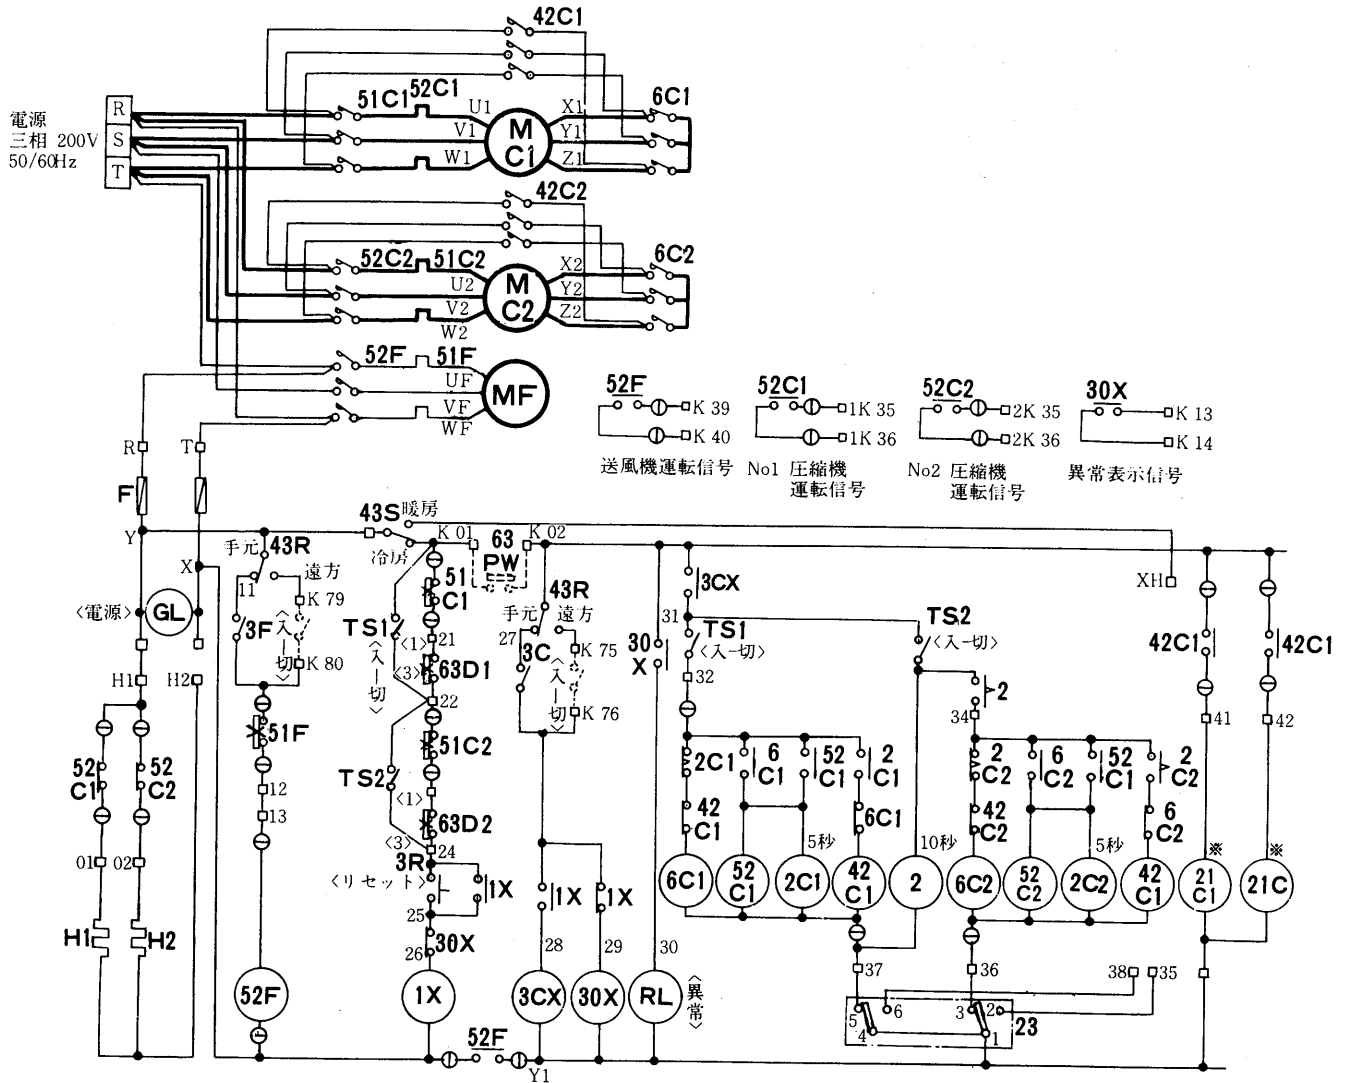 42C1
電源
三相 200V
50/60Hz
R
S
T
51C1
52C1
U1
V1
W1
M
C1
X1
Y1
Z1
6C1
42C2
52C2
51C2
U2
V2
W2
M
C2
X2
Y2
Z2
6C2
52F
51F
UF
VF
WF
MF
52F
K 39
K 40
送風機運転信号
52C1
1K 35
1K 36
No1 圧縮機
運転信号
52C2
2K 35
2K 36
No2 圧縮機
運転信号
30X
K 13
K 14
異常表示信号
R
T
F
Y
X
43S
暖房
冷房
K 01
63
PW
K 02
手元
43R
遠方
11
K 79
K 80
3F
〈入ー切〉
〈電源〉
GL
H1
H2
51F
12
13
52
C1
52
C2
01
02
H1
H2
52F
51
C1
TS1
〈1〉
21
〈入ー切〉
〈3〉
63D1
22
51C2
TS2
〈1〉
63D2
〈3〉
24
3R
〈リセット〉
1X
25
30X
26
1X
43R
手元
遠方
27
3C
K 75
K 76
〈入ー切〉
1X
1X
28
29
3CX
30X
30
X
30
RL
〈異常〉
52F
Y1
3CX
31
TS1
〈入ー切〉
32
TS2
〈入ー切〉
2
34
2C1
6
C1
52
C1
2
C1
42
C1
6C1
5秒
10秒
6C1
52
C1
2C1
42
C1
2
2
C2
6
C2
52
C1
2
C2
42
C2
6
C2
5秒
6C2
52
C2
2C2
42
C1
XH
42C1
42C1
41
42
※
※
21
C1
21C
37
36
38
35
5
6
4
3
2
1
23